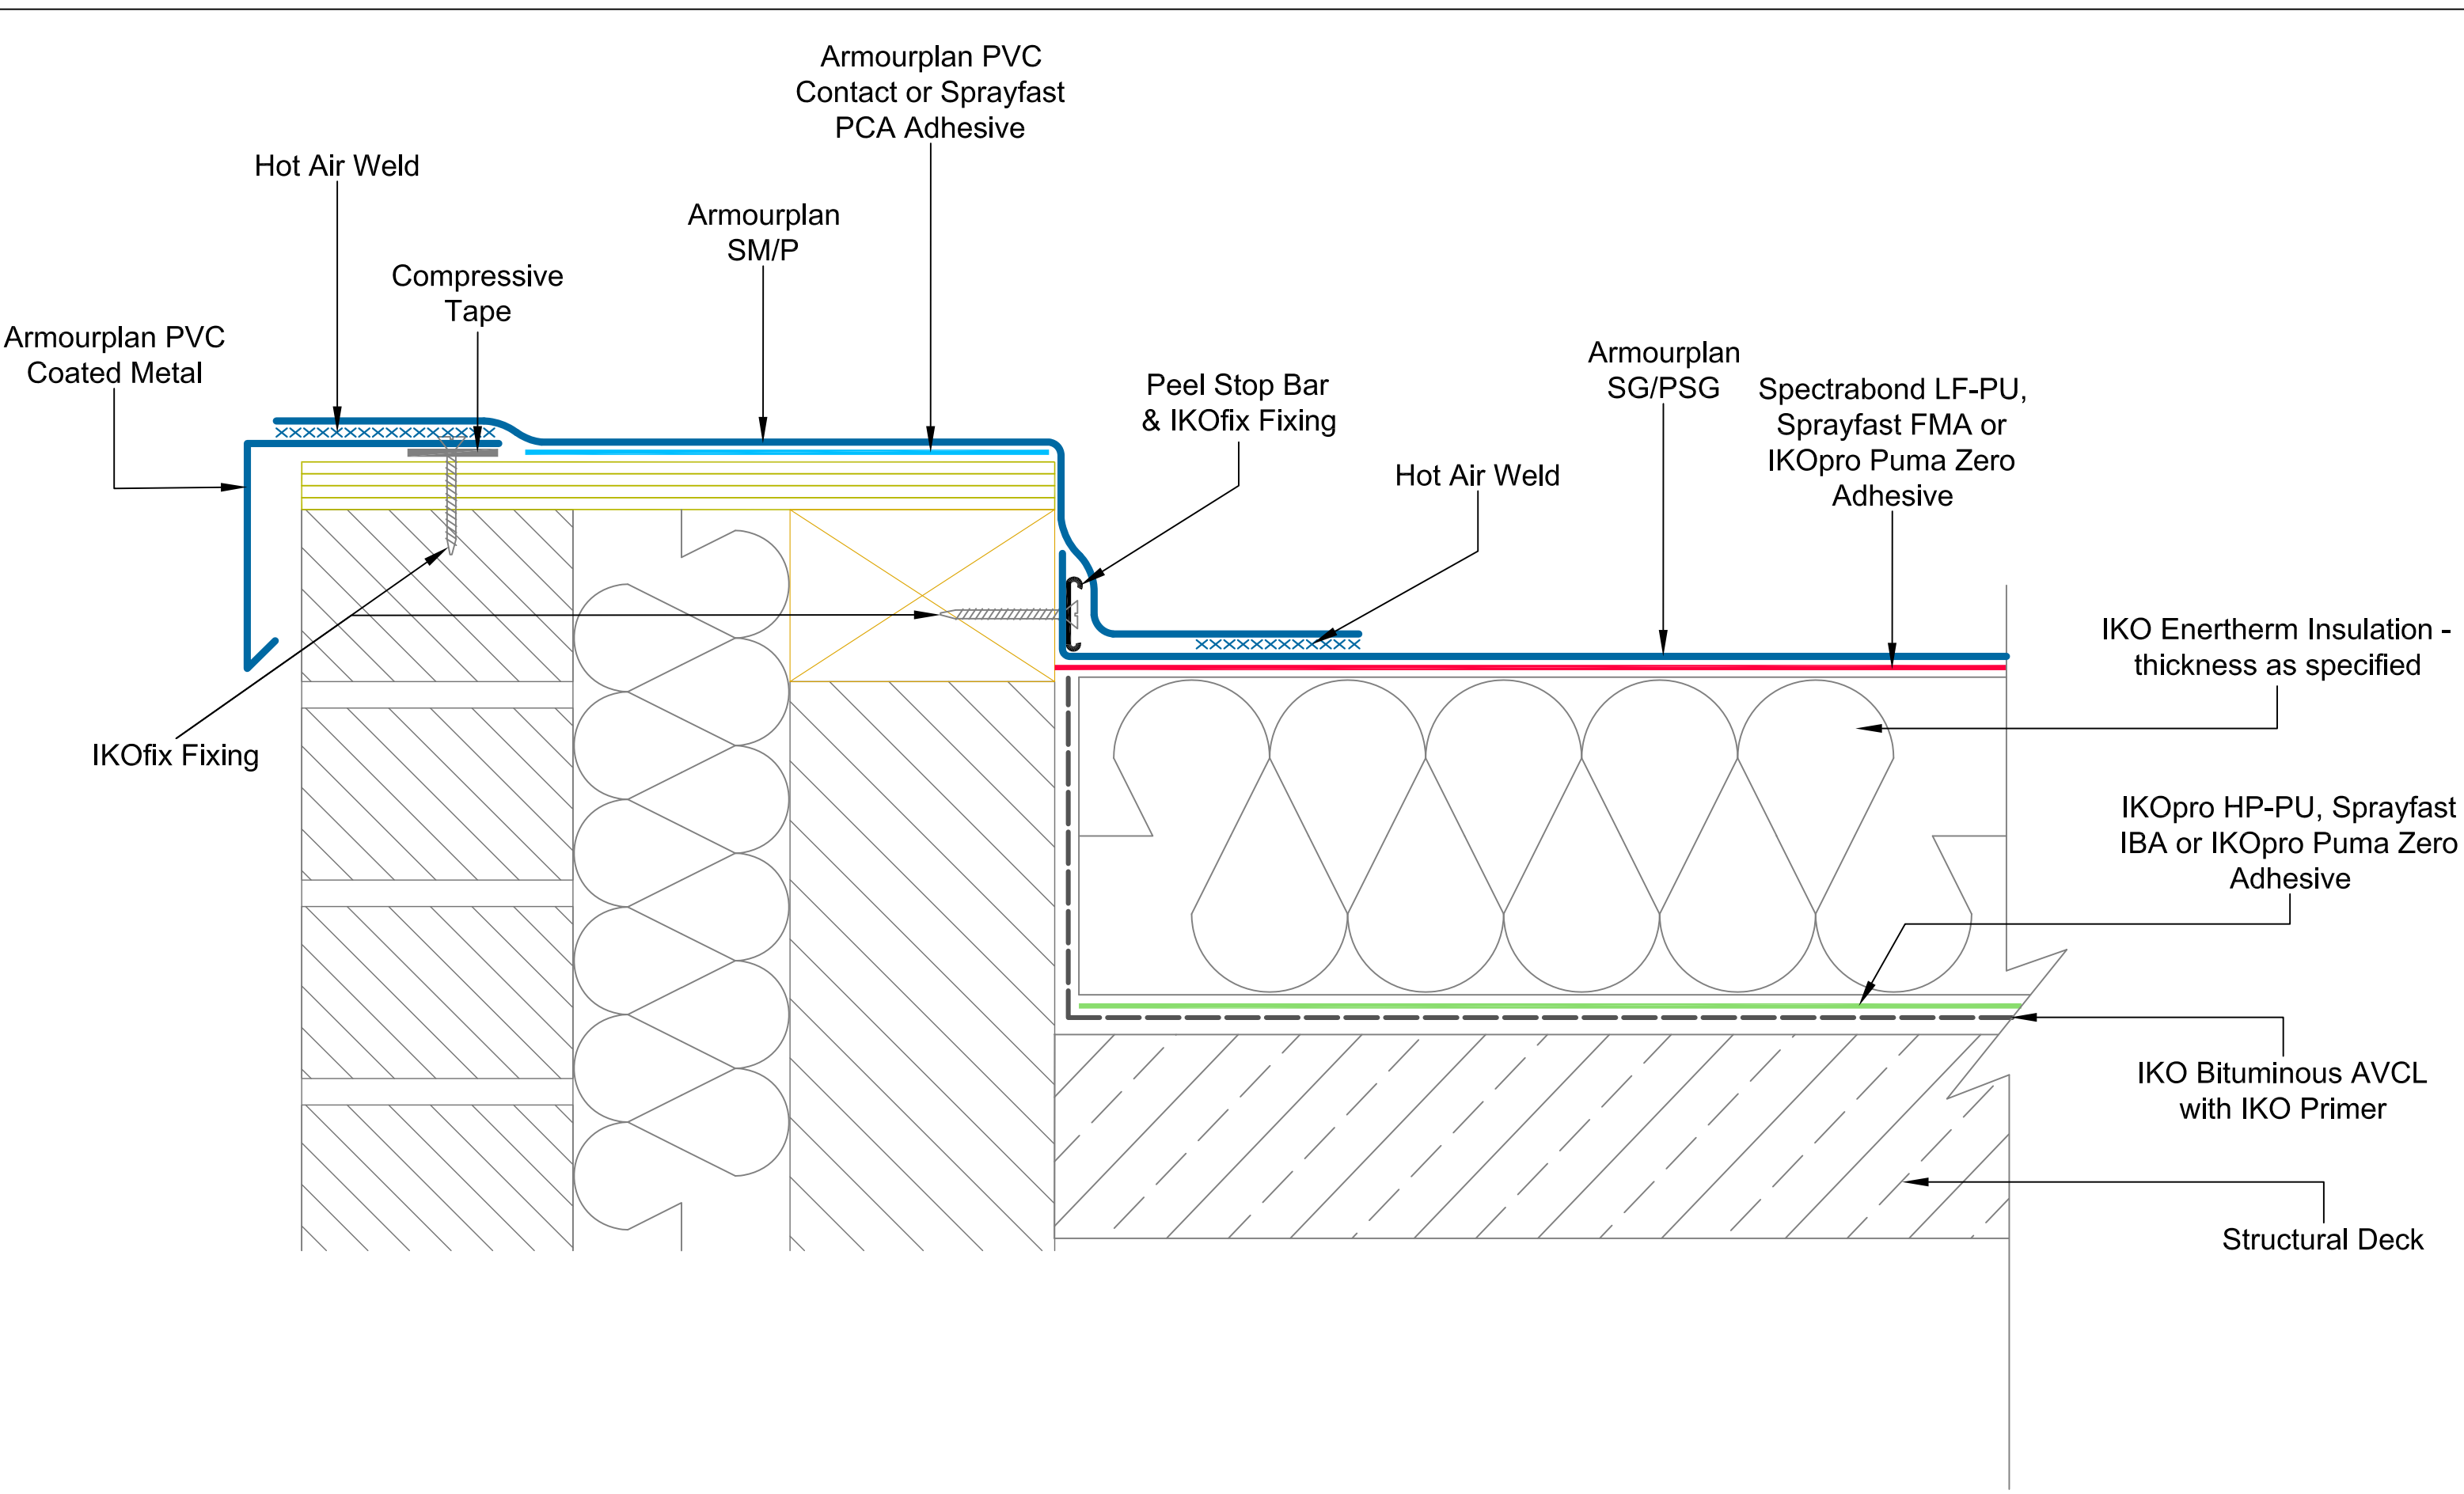 Armourplan PVC
Contact or Sprayfast
PCA Adhesive
Hot Air Weld
Armourplan
SM/P
Compressive
Tape
Armourplan PVC
Coated Metal
Peel Stop Bar
& IKOfix Fixing
Hot Air Weld
Armourplan
SG/PSG
Spectrabond LF-PU,
Sprayfast FMA or
IKOpro Puma Zero
Adhesive
IKO Enertherm Insulation -
thickness as specified
IKOfix Fixing
IKOpro HP-PU, Sprayfast
IBA or IKOpro Puma Zero
Adhesive
IKO Bituminous AVCL
with IKO Primer
Structural Deck